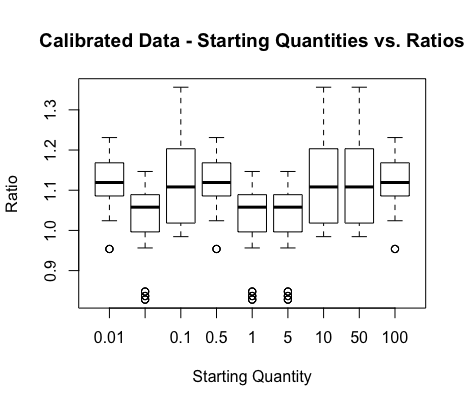 Calibrated Data - Starting Quantities vs. Ratios
1.3
1.2
1.1
1.0
0.9
Ratio
0.01 0.1 0.5 1 5 10 50 100
Starting Quantity